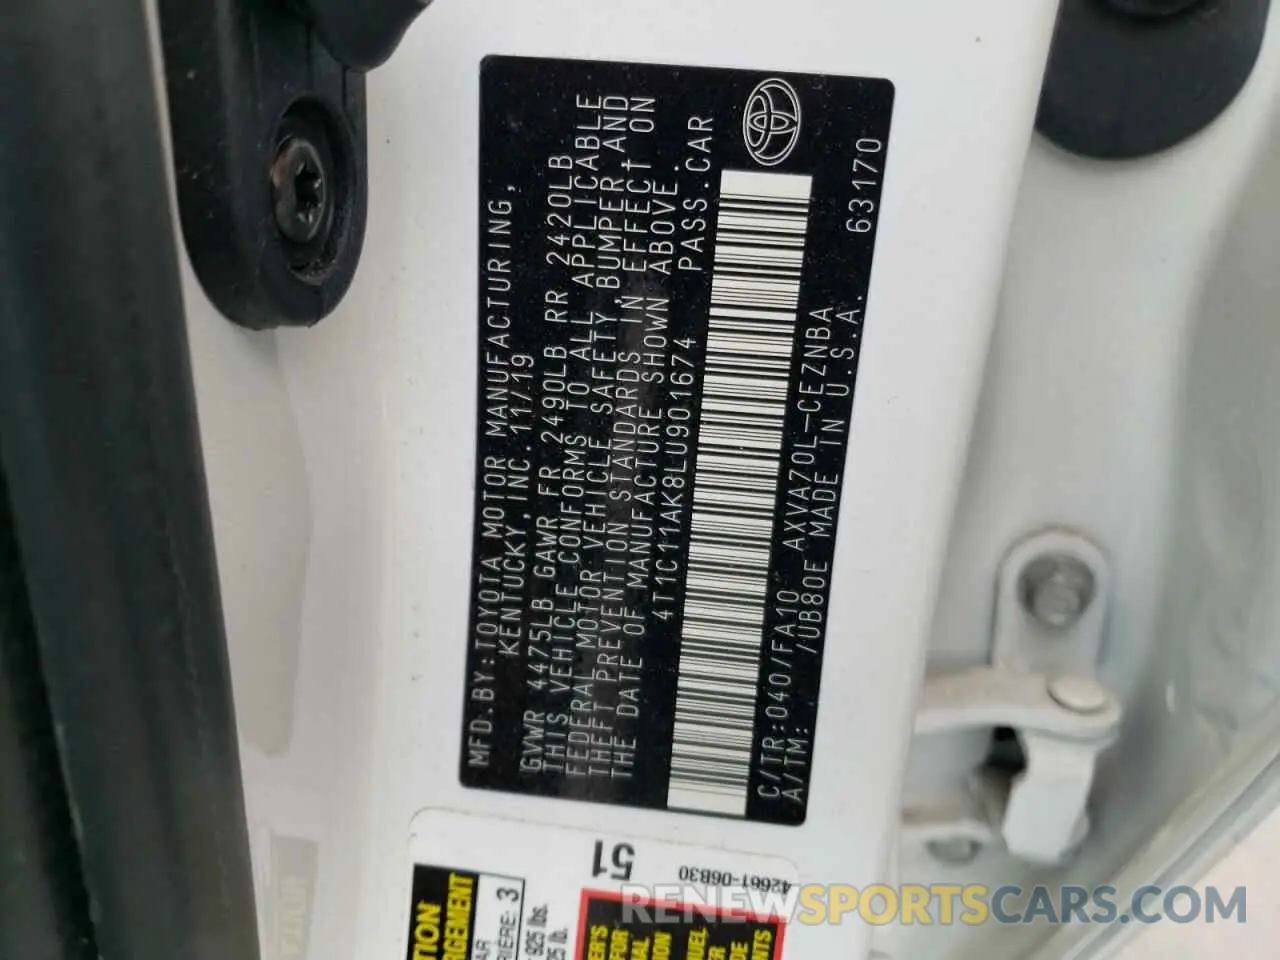 MFD.BY:TOYOTA MOTOR MANUFACTURING,
KENTUCKY,INC. 11/19
GVWR 4475LB GAWR FR 2490LB RR 2420LB
THIS VEHICLE CONFORMS TO ALL APPLICABLE
FEDERAL MOTOR VEHICLE SAFETY, BUMPER, AND
THEFT PREVENTION STANDARDS IN EFFECT ON
THE DATE OF MANUFACTURE SHOWN ABOVE.
4T1C11AK8LU901674 PASS.CAR
C/TR:040/FA10 AXVA70L-CEZNBA
A/TM: /UB80E MADE IN U.S.A. 63170
51
42661-06B30
3
925 lbs.
RENEWSPORTSCARS.COM